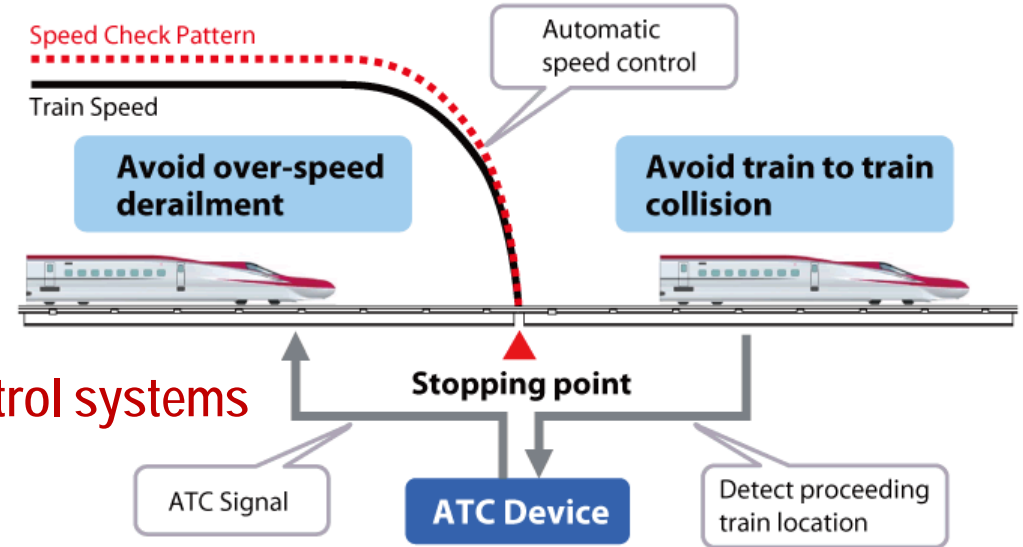 Speed Check Pattern
Train Speed
Automatic
speed control
Avoid over-speed
derailment
Avoid train to train
collision
Stopping point
trol systems
ATC Signal
ATC Device
Detect proceeding
train location